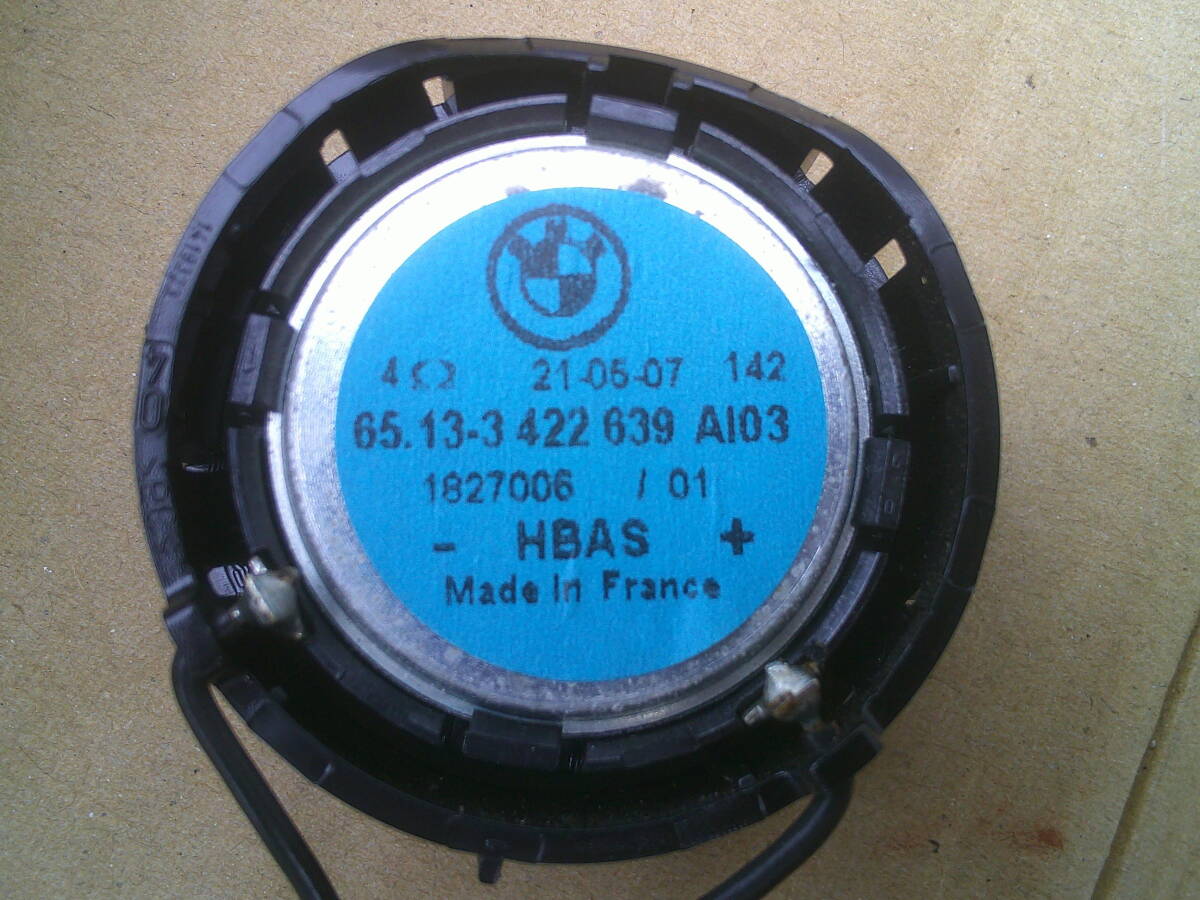 4 Ω 21-05-07 142
65.13-3 422 639 AI03
1827006 / 01
- HBAS +
Made In France